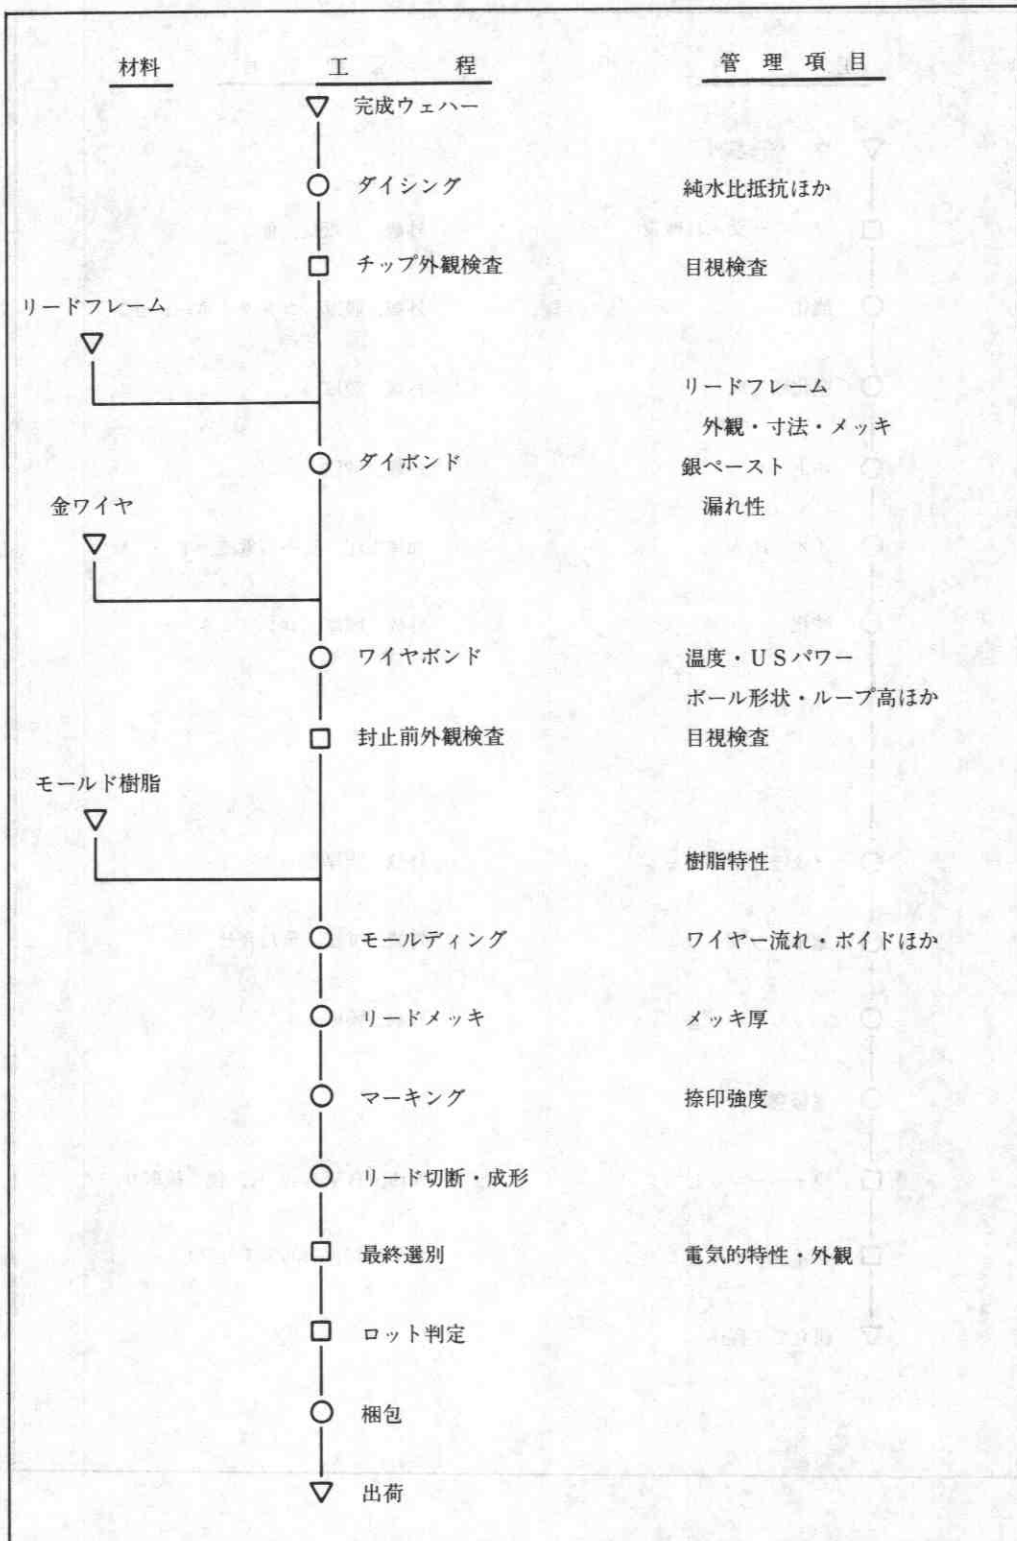 材料 工程 管理項目
完成ウェハー
ダイシング 純水比抵抗ほか
チップ外観検査 目視検査
リードフレーム
リードフレーム
外観・寸法・メッキ
ダイボンド 銀ペースト
金ワイヤ 漏れ性
ワイヤボンド 温度・USパワー
ボール形状・ループ高ほか
封止前外観検査 目視検査
モールド樹脂
樹脂特性
モールディング ワイヤー流れ・ボイドほか
リードメッキ メッキ厚
マーキング 捺印強度
リード切断・成形
最終選別 電気的特性・外観
ロット判定
梱包
出荷